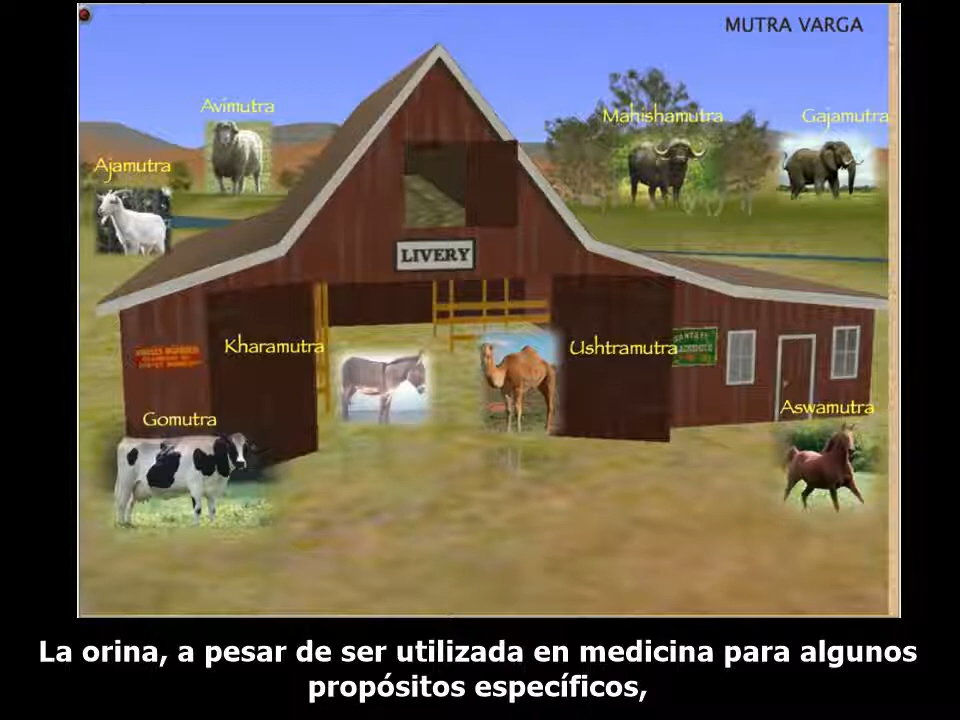 MUTRA VARGA
Avimutra
Mahishamutra
Gajamutra
Ajamutra
LIVERY
Kharamutra
Ushtramutra
Aswamutra
Gomutra
La orina, a pesar de ser utilizada en medicina para algunos
propósitos específicos,